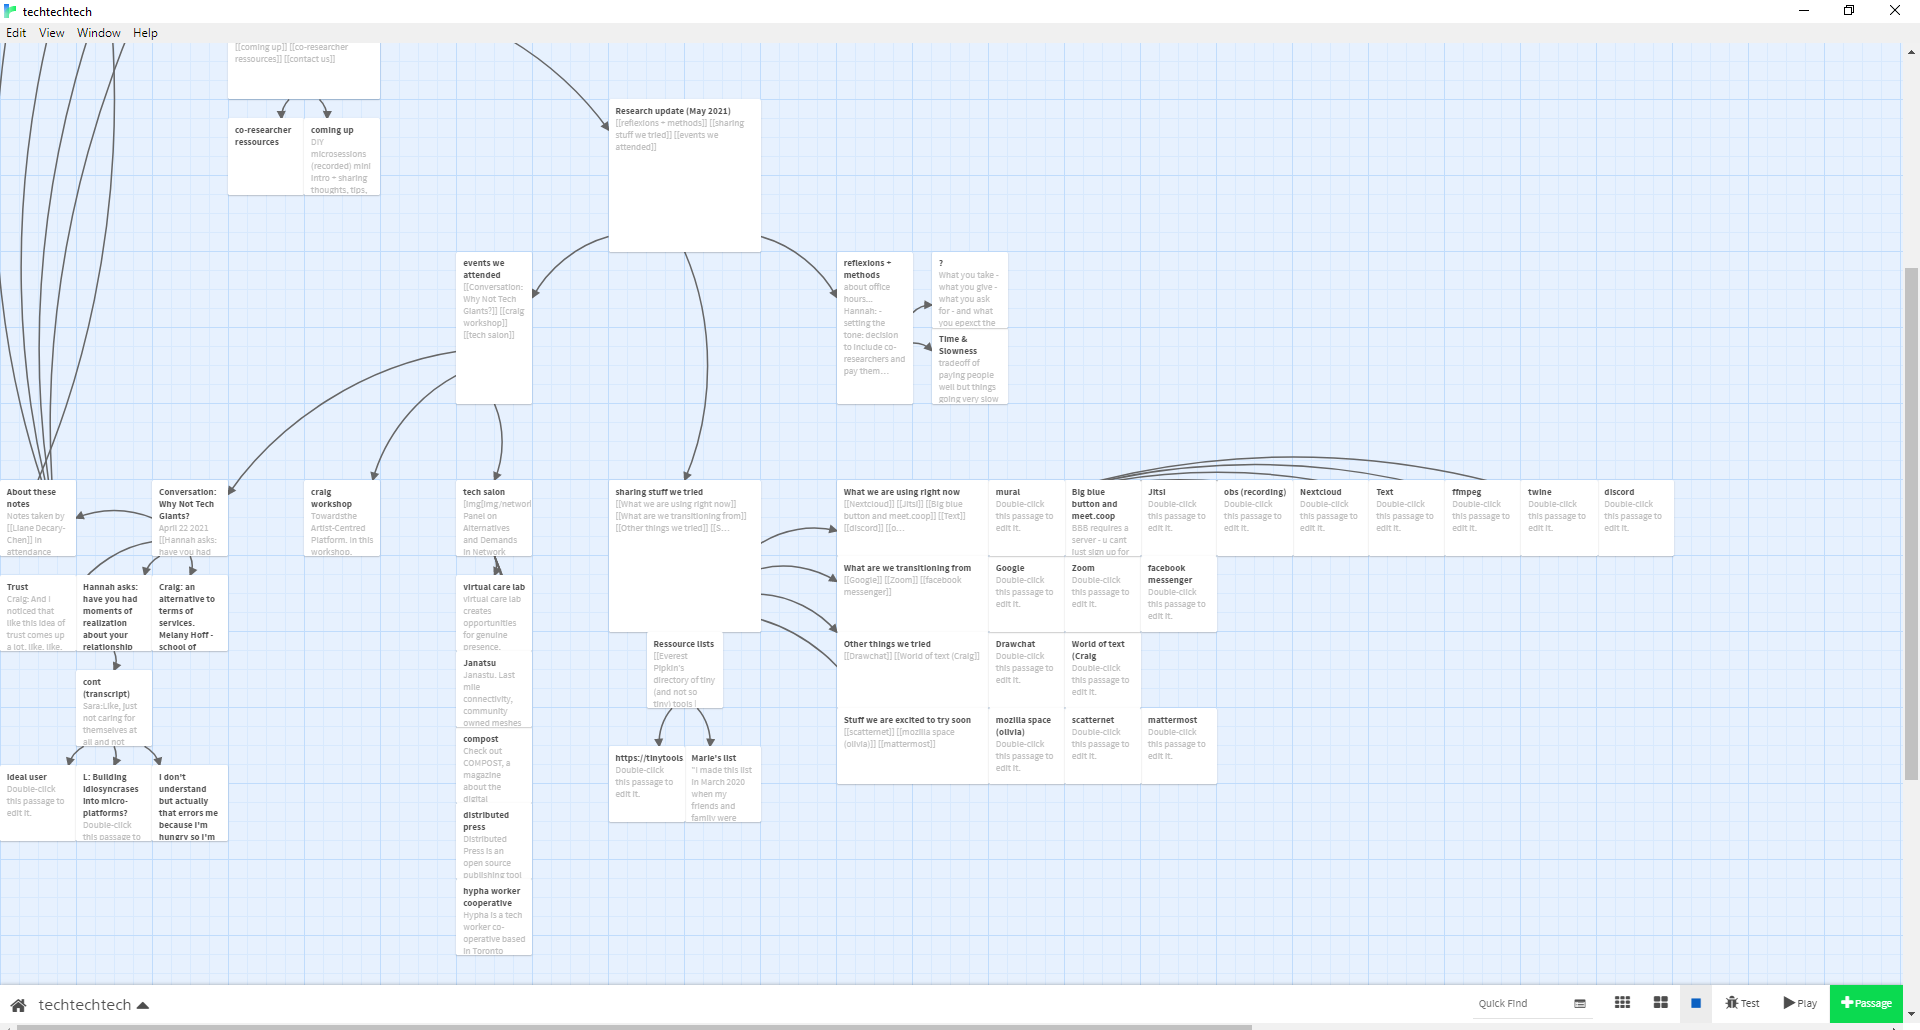 techtechtech
Edit View Window Help
[[coming up]] [[co-researcher
ressources]] [[contact us]]
co-researcher
ressources
coming up
DIY
microsessions
(recorded) mini
intro + sharing
thoughts, tips,
Research update (May 2021)
[[reflexions + methods]] [[sharing
stuff we tried]] [[events we
attended]]
events we
attended
[[Conversation:
Why Not Tech
Giants?]] [[craig
workshop]]
[[tech salon]]
reflexions +
methods
about office
hours...
Hannah: -
setting the
tone: decision
to include co-
researchers and
pay them...
?
What you take -
what you give -
what you ask
for - and what
you epexct the
Time &
Slowness
tradeoff of
paying people
well but things
going very slow
About these
notes
Notes taken by
[[Liane Decary-
Chen]] in
attendance
Conversation:
Why Not Tech
Giants?
April 22 2021
[[Hannah asks:
have you had
craig
workshop
Towardsthe
Artist-Centred
Platform. In this
workshop,
tech salon
[img[img/networl
Panel on
Alternatives
and Demands
in Network
sharing stuff we tried
[[What we are using right now]]
[[What are we transitioning from]]
[[Other things we tried]] [[S...
What we are using right now
[[Nextcloud]] [[Jitsi]] [[Big blue
button and meet.coop]] [[Text]]
[[discord]] [[o...
mural
Double-click
this passage to
edit it.
Big blue
button and
meet.coop
BBB requires a
server - u cant
just sign up for
Jitsi
Double-click
this passage to
edit it.
obs (recording)
Double-click
this passage to
edit it.
Nextcloud
Double-click
this passage to
edit it.
Text
Double-click
this passage to
edit it.
ffmpeg
Double-click
this passage to
edit it.
twine
Double-click
this passage to
edit it.
discord
Double-click
this passage to
edit it.
Trust
Craig: And I
noticed that
like this idea of
trust comes up
a lot. like, like.
Hannah asks:
have you had
moments of
realization
about your
relationship
Craig: an
alternative to
terms of
services.
Melany Hoff -
school of
virtual care lab
virtual care lab
creates
opportunities
for genuine
presence,
What are we transitioning from
[[Google]] [[Zoom]] [[facebook
messenger]]
Google
Double-click
this passage to
edit it.
Zoom
Double-click
this passage to
edit it.
facebook
messenger
Double-click
this passage to
edit it.
Ressource lists
[[Everest
Pipkin's
directory of tiny
(and not so
tiny) tools |
Other things we tried
[[Drawchat]] [[World of text (Craig]]
Drawchat
Double-click
this passage to
edit it.
World of text
(Craig
Double-click
this passage to
edit it.
Janatsu
Janastu. Last
mile
connectivity,
community
owned meshes
cont
(transcript)
Sara:Like, just
not caring for
themselves at
all and not
Stuff we are excited to try soon
[[scatternet]] [[mozilla space
(olivia)]] [[mattermost]]
mozilla space
(olivia)
Double-click
this passage to
edit it.
scatternet
Double-click
this passage to
edit it.
mattermost
Double-click
this passage to
edit it.
compost
Check out
COMPOST, a
magazine
about the
digital
https://tinytools
Double-click
this passage to
edit it.
Marie's list
"I made this list
in March 2020
when my
friends and
family were
ideal user
Double-click
this passage to
edit it.
L: Building
idiosyncrases
into micro-
platforms?
Double-click
this passage to
I don't
understand
but actually
that errors me
because I'm
hungry so I'm
distributed
press
Distributed
Press is an
open source
publishing tool
hypha worker
cooperative
Hypha is a tech
worker co-
operative based
in Toronto
techtechtech
Quick Find
Test
Play
+Passage